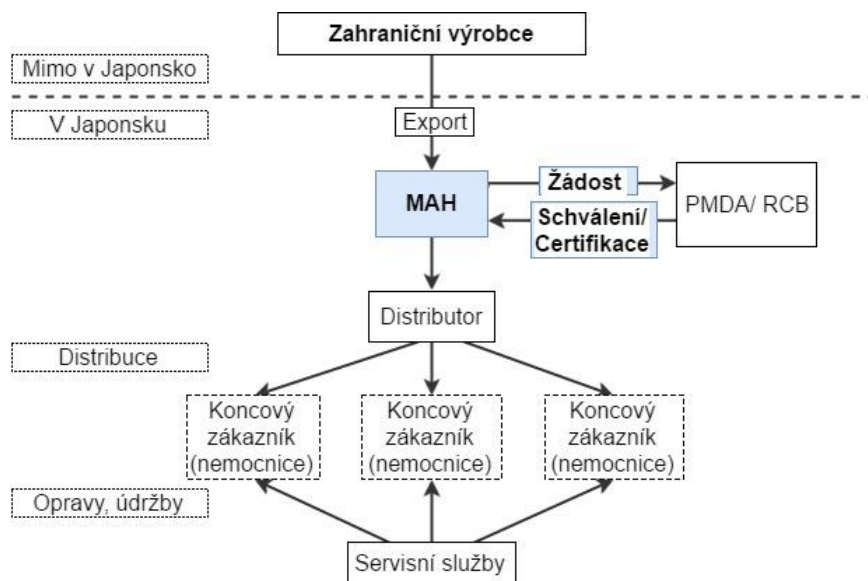 Zahraniční výrobce
Mimo v Japonsko
V Japonsku
Export
MAH
Žádost
Schválení/
Certifikace
PMDA/ RCB
Distributor
Distribuce
Koncový
zákazník
(nemocnice)
Koncový
zákazník
(nemocnice)
Koncový
zákazník
(nemocnice)
Opravy, údržby
Servisní služby